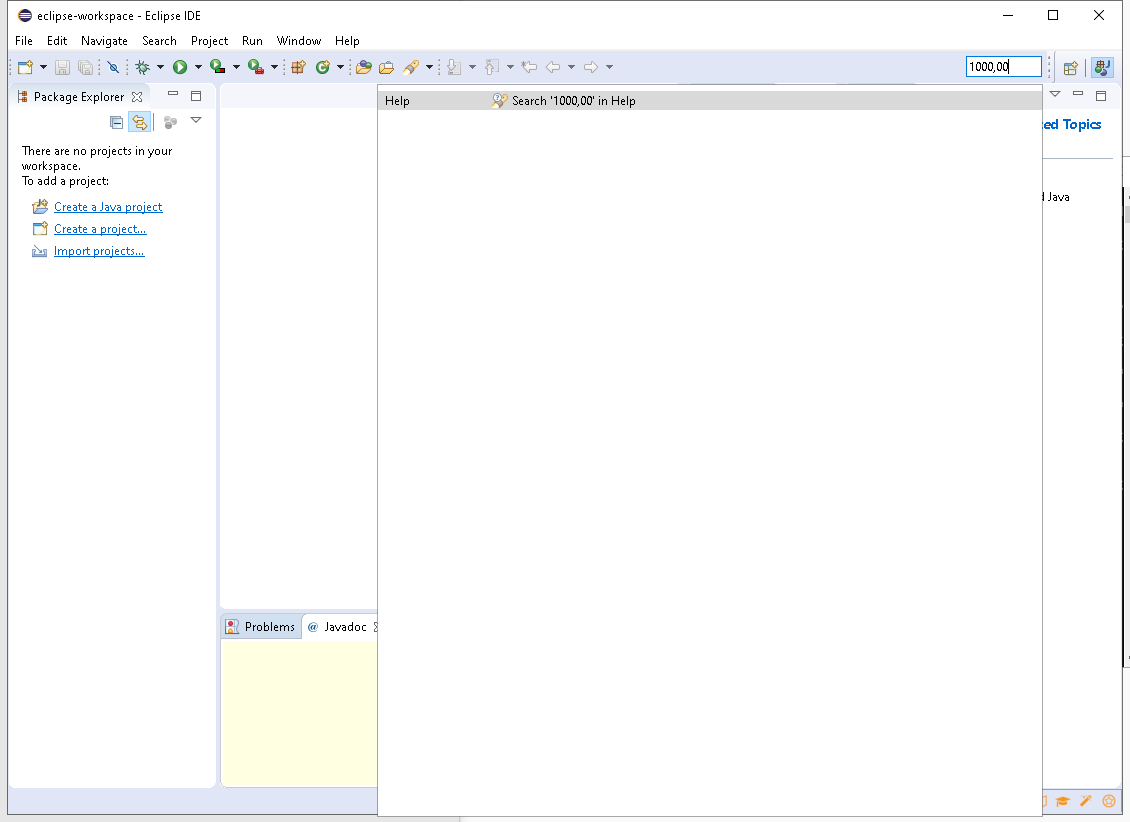 eclipse-workspace - Eclipse IDE
File Edit Navigate Search Project Run Window Help
1000,00
Package Explorer
Help Search '1000,00' in Help
ed Topics
There are no projects in your
workspace.
To add a project:
Java
Create a Java project
Create a project...
Import projects...
Problems @ Javadoc